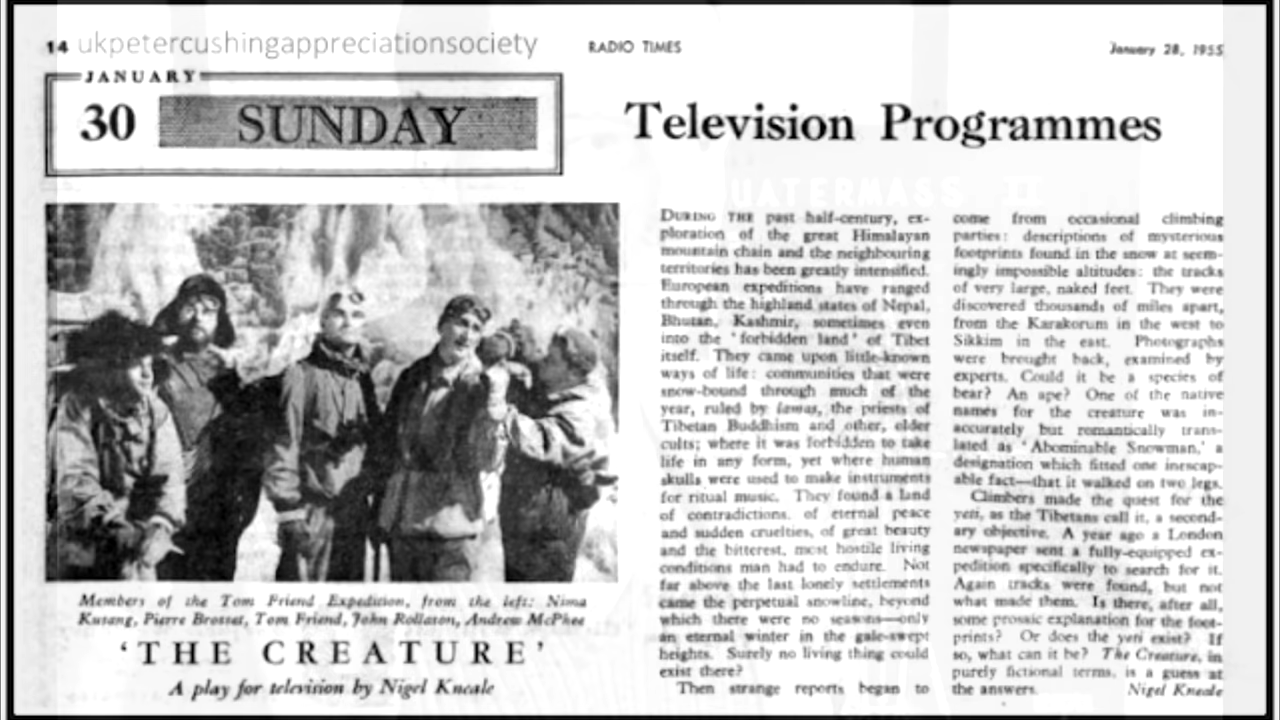 14 ukpetercushingappreciationsociety
RADIO TIMES
January 28, 1955
JANUARY
30 SUNDAY
Television Programmes
UATERMASS II
Members of the Tom Friend Expedition, from the left: Nima
Kusang, Pierre Brosset, Tom Friend, John Rollason, Andrew McPhee
'THE CREATURE'
A play for television by Nigel Kneale
DURING THE past half-century, ex-
ploration of the great Himalayan
mountain chain and the neighbouring
territories has been greatly intensified.
European expeditions have ranged
through the highland states of Nepal,
Bhutan, Kashmir, sometimes even
into the 'forbidden land' of Tibet
itself. They came upon little-known
ways of life: communities that were
snow-bound through much of the
year, ruled by lamas, the priests of
Tibetan Buddhism and other, elder
cults; where it was forbidden to take
life in any form, yet where human
skulls were used to make instruments
for ritual music. They found a land
of contradictions, of eternal peace
and sudden cruelties, of great beauty
and the bitterest, most hostile living
conditions man had to endure. Not
far above the last lonely settlements
came the perpetual snowline, beyond
which there were no seasons—only
an eternal winter in the gale-swept
heights. Surely no living thing could
exist there?
Then strange reports began to
come from occasional climbing
parties: descriptions of mysterious
footprints found in the snow at seem-
ingly impossible altitudes: the tracks
of very large, naked feet. They were
discovered thousands of miles apart,
from the Karakorum in the west to
Sikkim in the east. Photographs
were brought back, examined by
experts. Could it be a species of
bear? An ape? One of the native
names for the creature was in-
accurately but romantically trans-
lated as 'Abominable Snowman,' a
designation which fitted one inescap-
able fact—that it walked on two legs.
Climbers made the quest for the
yeti, as the Tibetans call it, a second-
ary objective. A year ago a London
newspaper sent a fully-equipped ex-
pedition specifically to search for it.
Again tracks were found, but not
what made them. Is there, after all,
some prosaic explanation for the foot-
prints? Or does the yeti exist? If
so, what can it be? The Creature, in
purely fictional terms, is a guess at
the answers. Nigel Kneale